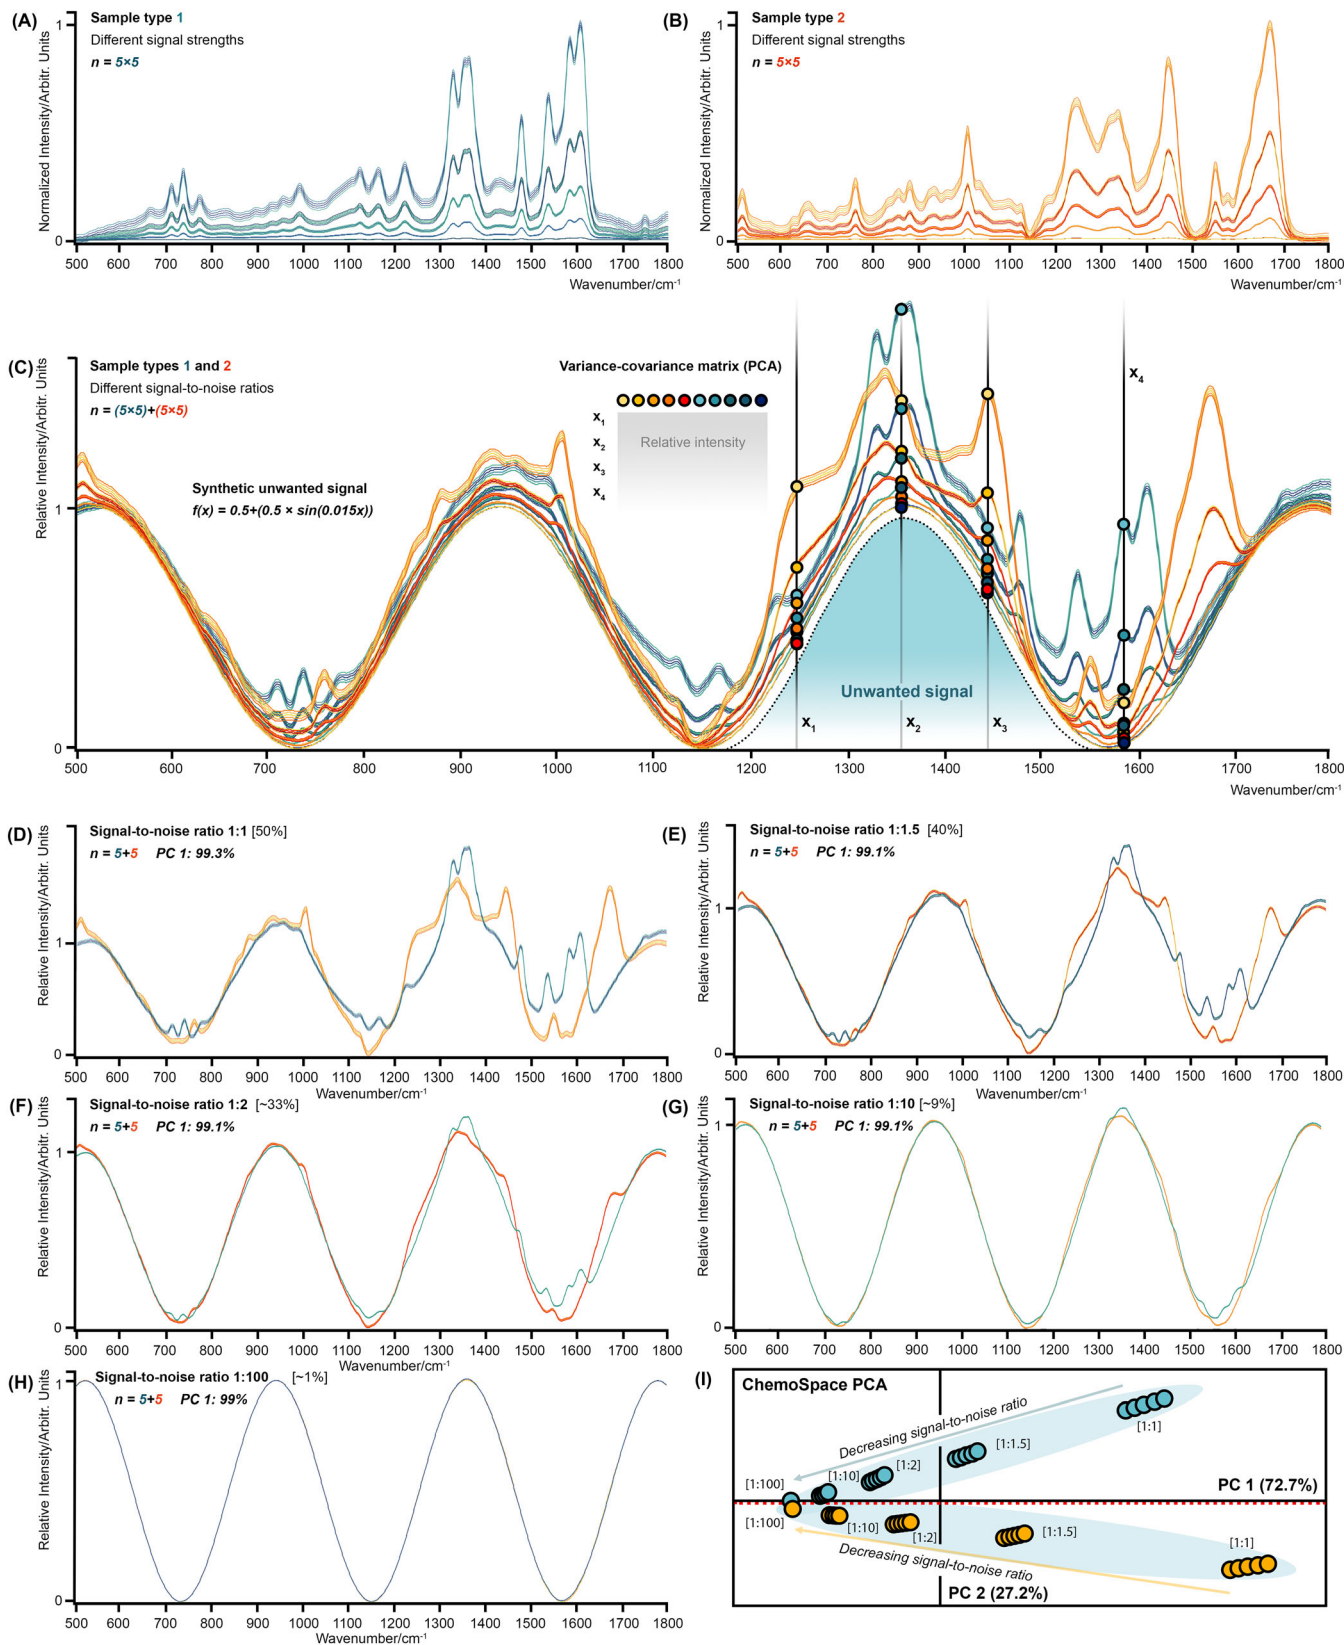 (A)
Sample type 1
Different signal strengths
n = 5×5
Normalized Intensity/Arbitr. Units
1
0
500 600 700 800 900 1000 1100 1200 1300 1400 1500 1600 1700 1800
Wavenumber/cm-1
(B)
Sample type 2
Different signal strengths
n = 5×5
Normalized Intensity/Arbitr. Units
1
0
500 600 700 800 900 1000 1100 1200 1300 1400 1500 1600 1700 1800
Wavenumber/cm-1
(C)
Sample types 1 and 2
Different signal-to-noise ratios
n = (5×5)+(5×5)
Relative Intensity/Arbitr. Units
1
0
Synthetic unwanted signal
f(x) = 0.5+(0.5 × sin(0.015x))
Variance-covariance matrix (PCA)
x1
x2
x3
x4
Relative intensity
x4
Unwanted signal
x1
x2
x3
500 600 700 800 900 1000 1100 1200 1300 1400 1500 1600 1700 1800
Wavenumber/cm-1
(D)
Signal-to-noise ratio 1:1 [50%]
n = 5+5 PC 1: 99.3%
Relative Intensity/Arbitr. Units
1
0
500 600 700 800 900 1000 1100 1200 1300 1400 1500 1600 1700 1800
Wavenumber/cm-1
(E)
Signal-to-noise ratio 1:1.5 [40%]
n = 5+5 PC 1: 99.1%
Relative Intensity/Arbitr. Units
1
0
500 600 700 800 900 1000 1100 1200 1300 1400 1500 1600 1700 1800
Wavenumber/cm-1
(F)
Signal-to-noise ratio 1:2 [~33%]
n = 5+5 PC 1: 99.1%
Relative Intensity/Arbitr. Units
1
0
500 600 700 800 900 1000 1100 1200 1300 1400 1500 1600 1700 1800
Wavenumber/cm-1
(G)
Signal-to-noise ratio 1:10 [~9%]
n = 5+5 PC 1: 99.1%
Relative Intensity/Arbitr. Units
1
0
500 600 700 800 900 1000 1100 1200 1300 1400 1500 1600 1700 1800
(H)
Signal-to-noise ratio 1:100 [~1%]
n = 5+5 PC 1: 99%
Relative Intensity/Arbitr. Units
1
0
500 600 700 800 900 1000 1100 1200 1300 1400 1500 1600 1700 1800
Wavenumber/cm-1
(I)
ChemoSpace PCA
Decreasing signal-to-noise ratio
[1:1]
[1:1.5]
[1:2]
[1:10]
[1:100]
PC 1 (72.7%)
[1:100]
[1:10]
[1:2]
[1:1.5]
[1:1]
Decreasing signal-to-noise ratio
PC 2 (27.2%)